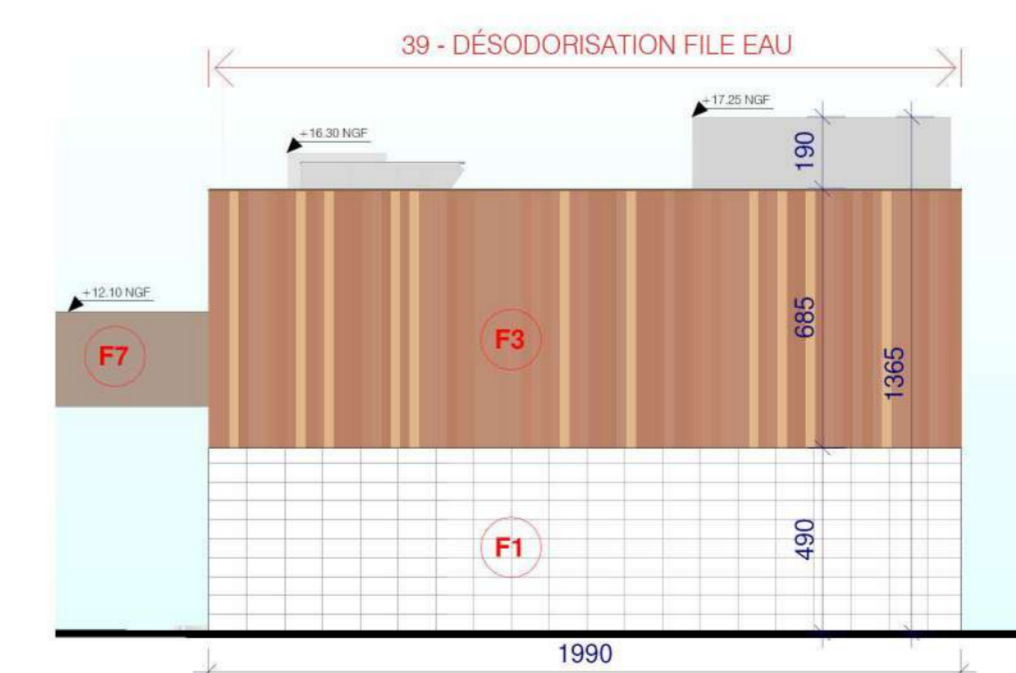 39 - DÉSODORISATION FILE EAU
+17.25 NGF
+16.30 NGF
190
+12.10 NGF
F7
F3
685
1365
F1
490
1990